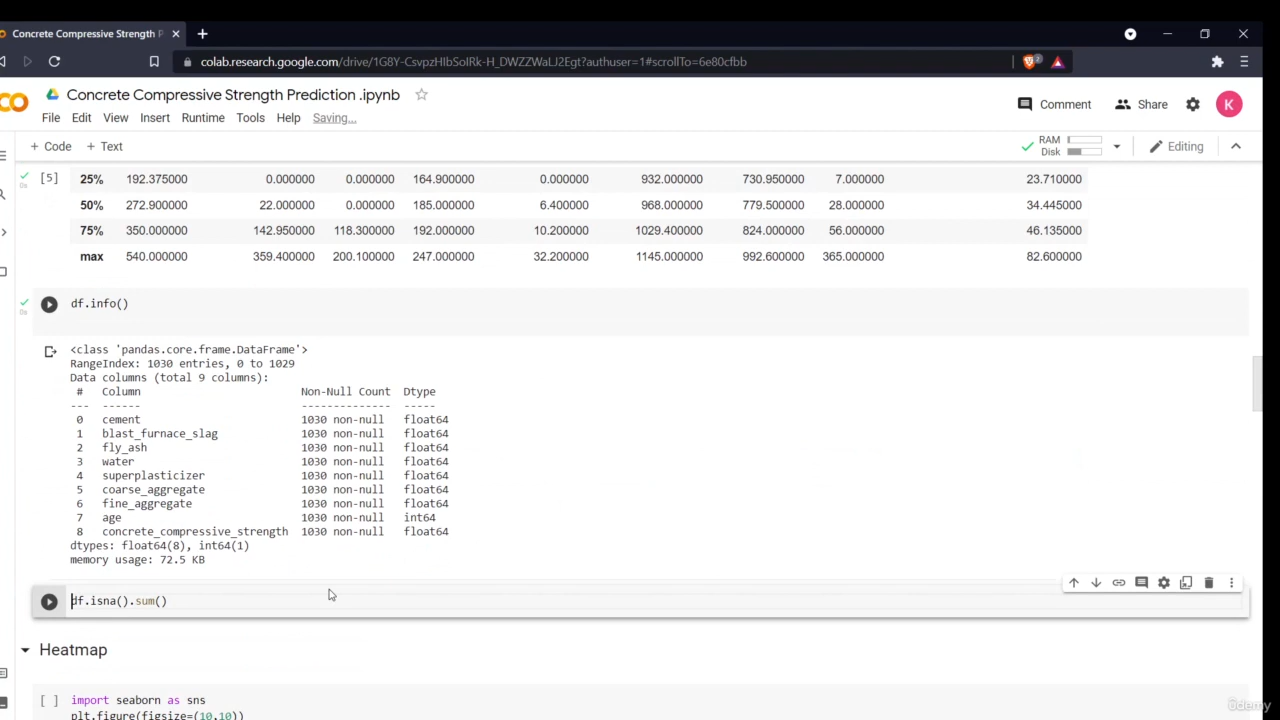 Concrete Compressive Strength P
colab.research.google.com/drive/1G8Y-CsvpzHIbSoIRk-H_DWZZWaLJ2Egt?authuser=1#scrollTo=6e80cfbb
2
Concrete Compressive Strength Prediction .ipynb
Comment Share K
File Edit View Insert Runtime Tools Help Saving...
+ Code + Text
RAM
Disk
Editing
[5] 25% 192.375000 0.000000 0.000000 164.900000 0.000000 932.000000 730.950000 7.000000 23.710000
0s
50% 272.900000 22.000000 0.000000 185.000000 6.400000 968.000000 779.500000 28.000000 34.445000
75% 350.000000 142.950000 118.300000 192.000000 10.200000 1029.400000 824.000000 56.000000 46.135000
max 540.000000 359.400000 200.100000 247.000000 32.200000 1145.000000 992.600000 365.000000 82.600000
df.info()
0s
<class 'pandas.core.frame.DataFrame'>
RangeIndex: 1030 entries, 0 to 1029
Data columns (total 9 columns):
# Column Non-Null Count Dtype
--- ------ -------------- -----
0 cement 1030 non-null float64
1 blast_furnace_slag 1030 non-null float64
2 fly_ash 1030 non-null float64
3 water 1030 non-null float64
4 superplasticizer 1030 non-null float64
5 coarse_aggregate 1030 non-null float64
6 fine_aggregate 1030 non-null float64
7 age 1030 non-null int64
8 concrete_compressive_strength 1030 non-null float64
dtypes: float64(8), int64(1)
memory usage: 72.5 KB
df.isna().sum()
Heatmap
[ ] import seaborn as sns
plt.figure(figsize=(10,10))
ûdemy